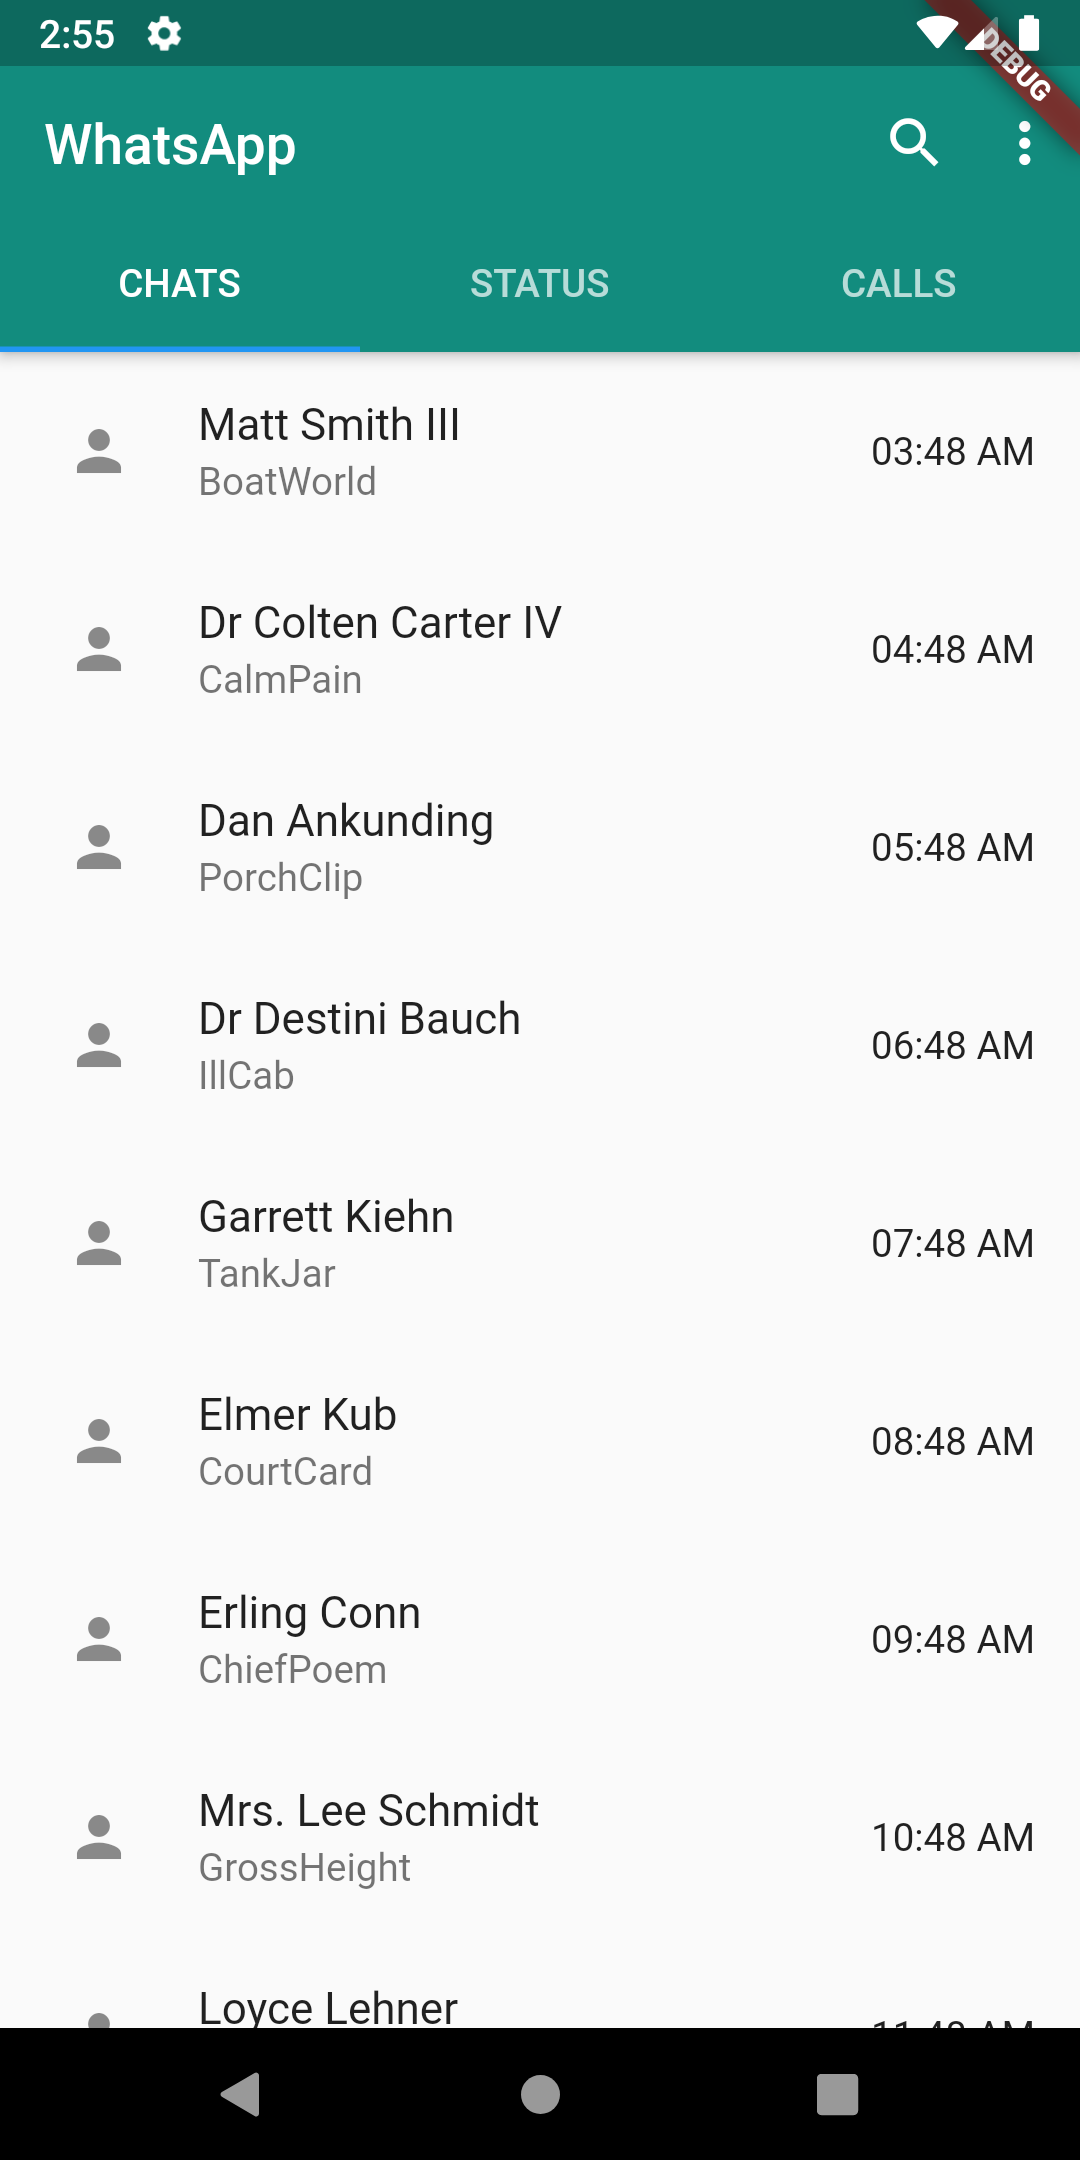 2:55
DEBUG
WhatsApp
CHATS STATUS CALLS
Matt Smith III
BoatWorld
03:48 AM
Dr Colten Carter IV
CalmPain
04:48 AM
Dan Ankunding
PorchClip
05:48 AM
Dr Destini Bauch
IllCab
06:48 AM
Garrett Kiehn
TankJar
07:48 AM
Elmer Kub
CourtCard
08:48 AM
Erling Conn
ChiefPoem
09:48 AM
Mrs. Lee Schmidt
GrossHeight
10:48 AM
Loyce Lehner
11:48 AM